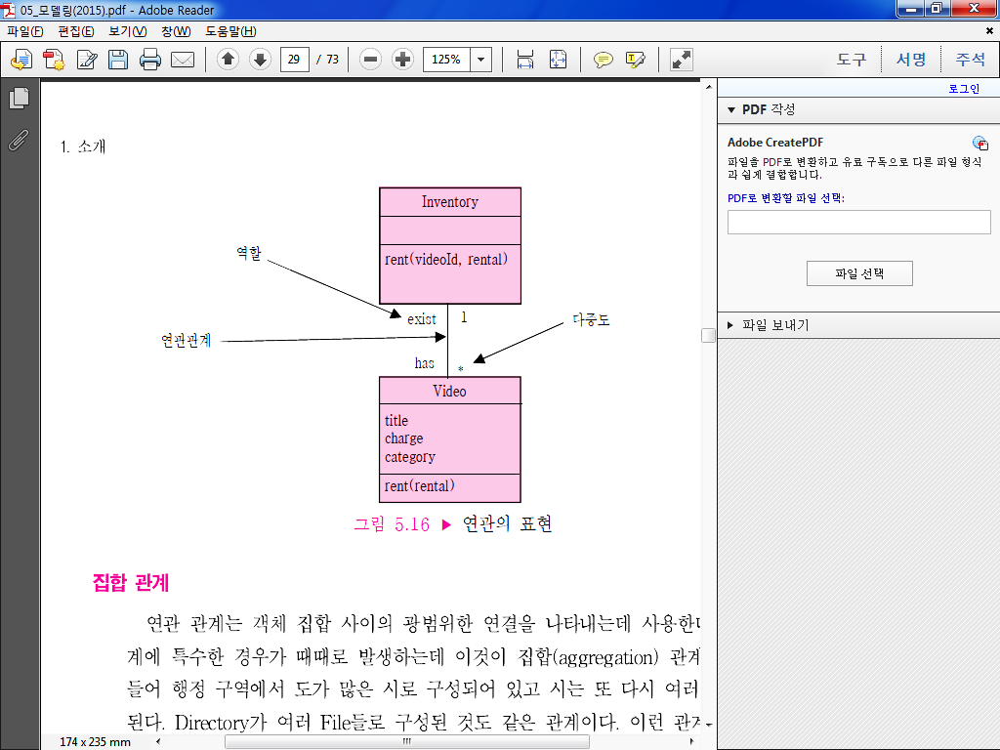 05_모델링(2015).pdf - Adobe Reader
파일(F) 편집(E) 보기(V) 창(W) 도움말(H)
29 / 73 125% 도구 서명 주석
로그인
PDF 작성
Adobe CreatePDF
파일을 PDF로 변환하고 유료 구독으로 다른 파일 형식
과 쉽게 결합합니다.
PDF로 변환할 파일 선택:
파일 선택
파일 보내기
1. 소개
Inventory
rent(videoId, rental)
역할
exist 1
다중도
연관관계
has *
Video
title
charge
category
rent(rental)
그림 5.16 ▶ 연관의 표현
집합 관계
연관 관계는 객체 집합 사이의 광범위한 연결을 나타내는데 사용한
계에 특수한 경우가 때때로 발생하는데 이것이 집합(aggregation) 관계
들어 행정 구역에서 도가 많은 시로 구성되어 있고 시는 또 다시 여러
된다. Directory가 여러 File들로 구성된 것도 같은 관계이다. 이런
174 x 235 mm